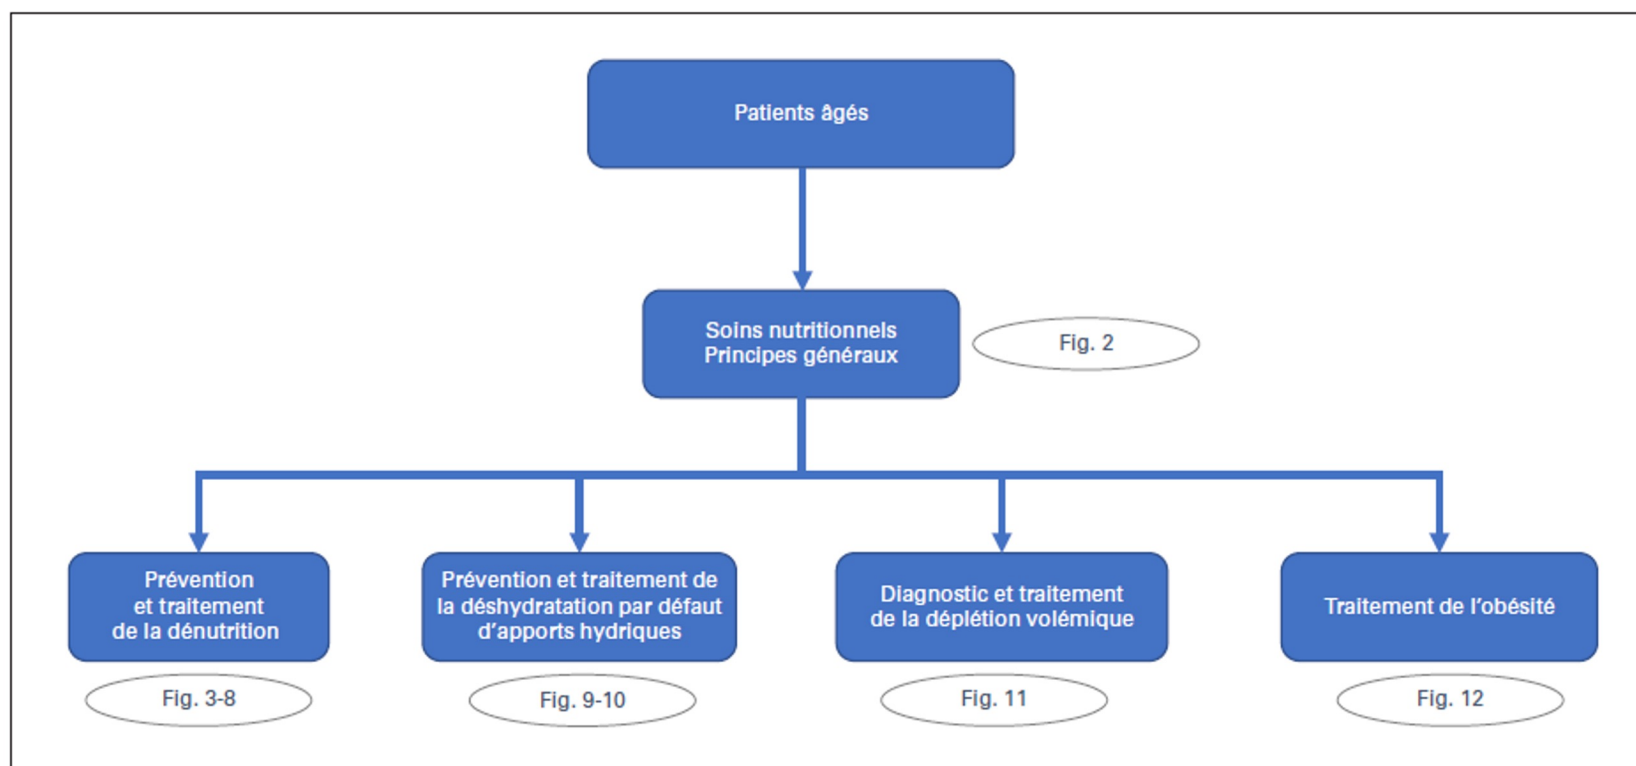 Patients âgés
Soins nutritionnels
Principes généraux
Fig. 2
Prévention
et traitement
de la dénutrition
Prévention et traitement de
la déshydratation par défaut
d'apports hydriques
Diagnostic et traitement
de la déplétion volémique
Traitement de l'obésité
Fig. 3-8
Fig. 9-10
Fig. 11
Fig. 12